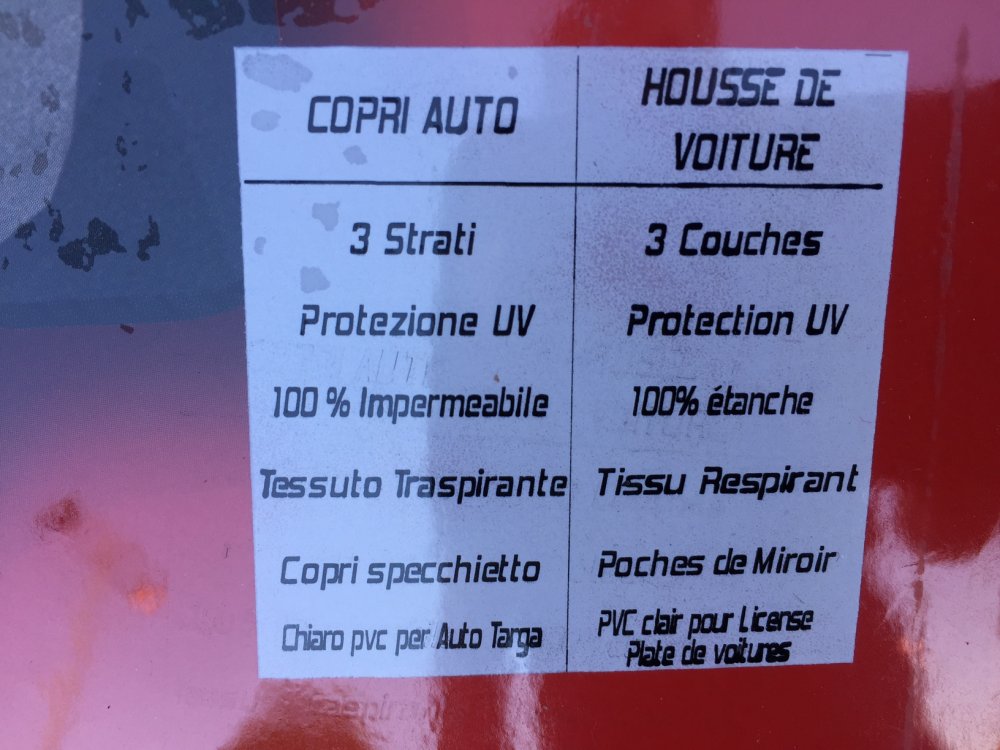 COPRI AUTO
HOUSSE DE
VOITURE
3 Strati
3 Couches
Protezione UV
Protection UV
100 % Impermeabile
100% étanche
Tessuto Traspirante
Tissu Respirant
Copri specchietto
Poches de Miroir
Chiaro pvc per Auto Targa
PVC clair pour License
Plate de voitures